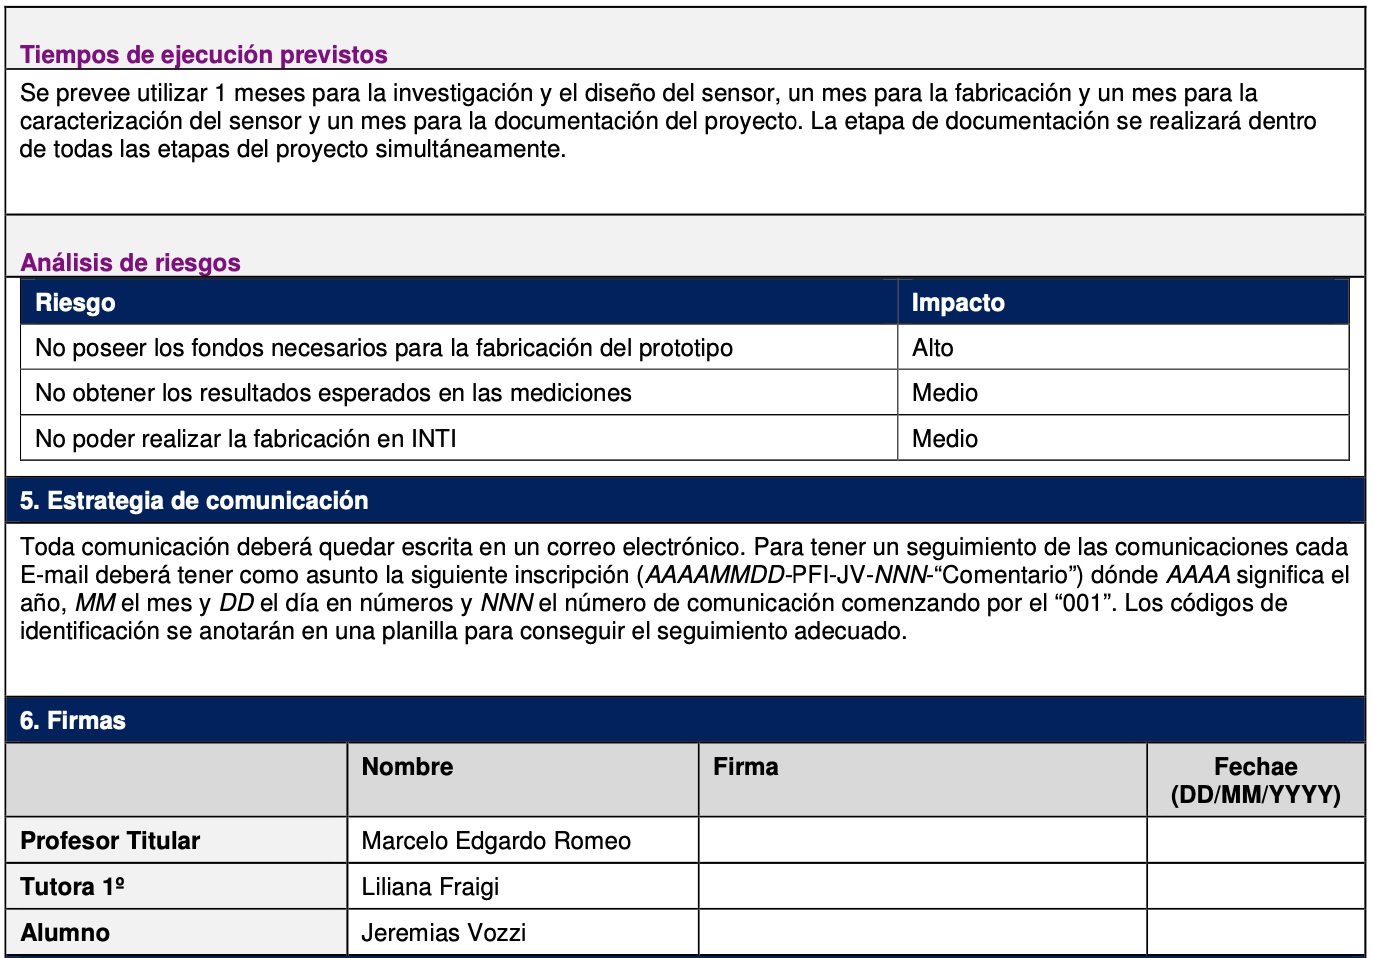 Tiempos de ejecución previstos
Se prevee utilizar 1 meses para la investigación y el diseño del sensor, un mes para la fabricación y un mes para la
caracterización del sensor y un mes para la documentación del proyecto. La etapa de documentación se realizará dentro
de todas las etapas del proyecto simultáneamente.
Análisis de riesgos
Riesgo Impacto
No poseer los fondos necesarios para la fabricación del prototipo Alto
No obtener los resultados esperados en las mediciones Medio
No poder realizar la fabricación en INTI Medio
5. Estrategia de comunicación
Toda comunicación deberá quedar escrita en un correo electrónico. Para tener un seguimiento de las comunicaciones cada
E-mail deberá tener como asunto la siguiente inscripción (AAAAMMDD-PFI-JV-NNN-“Comentario”) dónde AAAA significa el
año, MM el mes y DD el día en números y NNN el número de comunicación comenzando por el “001”. Los códigos de
identificación se anotarán en una planilla para conseguir el seguimiento adecuado.
6. Firmas
Nombre Firma Fechae
(DD/MM/YYYY)
Profesor Titular Marcelo Edgardo Romeo
Tutora 1º Liliana Fraigi
Alumno Jeremias Vozzi